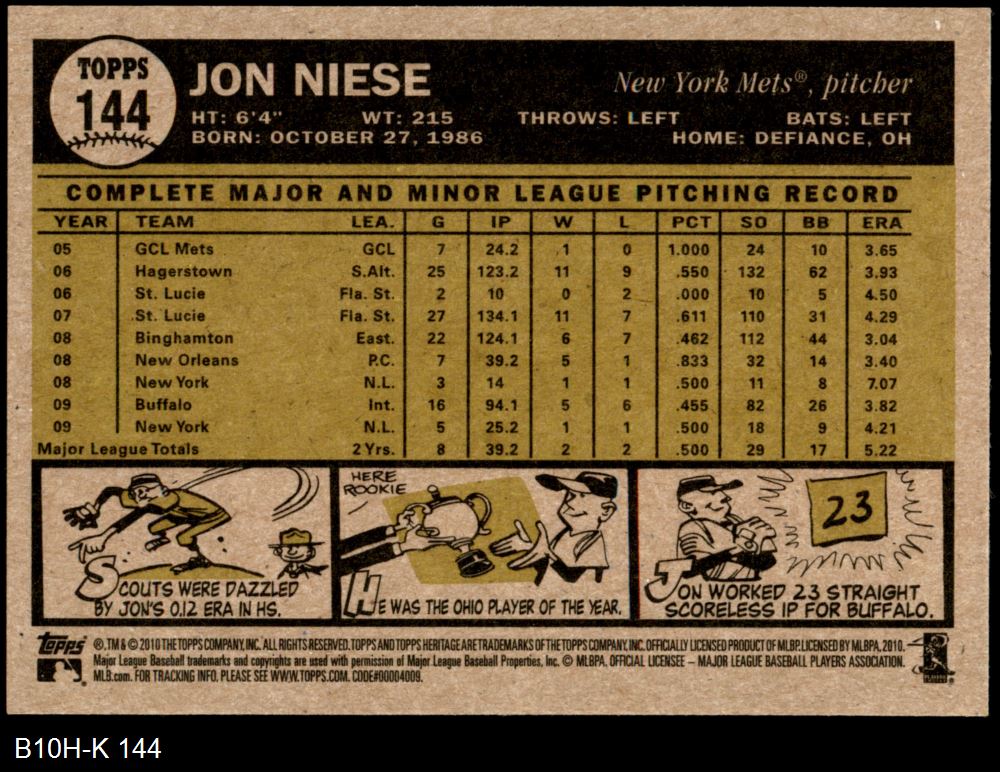 TOPPS
144
JON NIESE
New York Mets®, pitcher
HT: 6'4" WT: 215 THROWS: LEFT BATS: LEFT
BORN: OCTOBER 27, 1986 HOME: DEFIANCE, OH
COMPLETE MAJOR AND MINOR LEAGUE PITCHING RECORD
YEAR TEAM LEA. G IP W L PCT SO BB ERA
05 GCL Mets GCL 7 24.2 1 0 1.000 24 10 3.65
06 Hagerstown S.Alt. 25 123.2 11 9 .550 132 62 3.93
06 St. Lucie Fla. St. 2 10 0 2 .000 10 5 4.50
07 St. Lucie Fla. St. 27 134.1 11 7 .611 110 31 4.29
08 Binghamton East. 22 124.1 6 7 .462 112 44 3.04
08 New Orleans P.C. 7 39.2 5 1 .833 32 14 3.40
08 New York N.L. 3 14 1 1 .500 11 8 7.07
09 Buffalo Int. 16 94.1 5 6 .455 82 26 3.82
09 New York N.L. 5 25.2 1 1 .500 18 9 4.21
Major League Totals 2 Yrs. 8 39.2 2 2 .500 29 17 5.22
SCOUTS WERE DAZZLED
BY JON'S 0.12 ERA IN HS.
HERE
ROOKIE
HE WAS THE OHIO PLAYER OF THE YEAR.
23
JON WORKED 23 STRAIGHT
SCORELESS IP FOR BUFFALO.
topps ®, TM & © 2010 THE TOPPS COMPANY, INC. ALL RIGHTS RESERVED. TOPPS AND TOPPS HERITAGE ARE TRADEMARKS OF THE TOPPS COMPANY, INC. OFFICIALLY LICENSED PRODUCT OF MLBP. LICENSED BY MLBPA, 2010.
Major League Baseball trademarks and copyrights are used with permission of Major League Baseball Properties, Inc. © MLBPA, OFFICIAL LICENSEE – MAJOR LEAGUE BASEBALL PLAYERS ASSOCIATION.
MLB.com. FOR TRACKING INFO. PLEASE SEE WWW.TOPPS.COM. CODE#00004009.
B10H-K 144